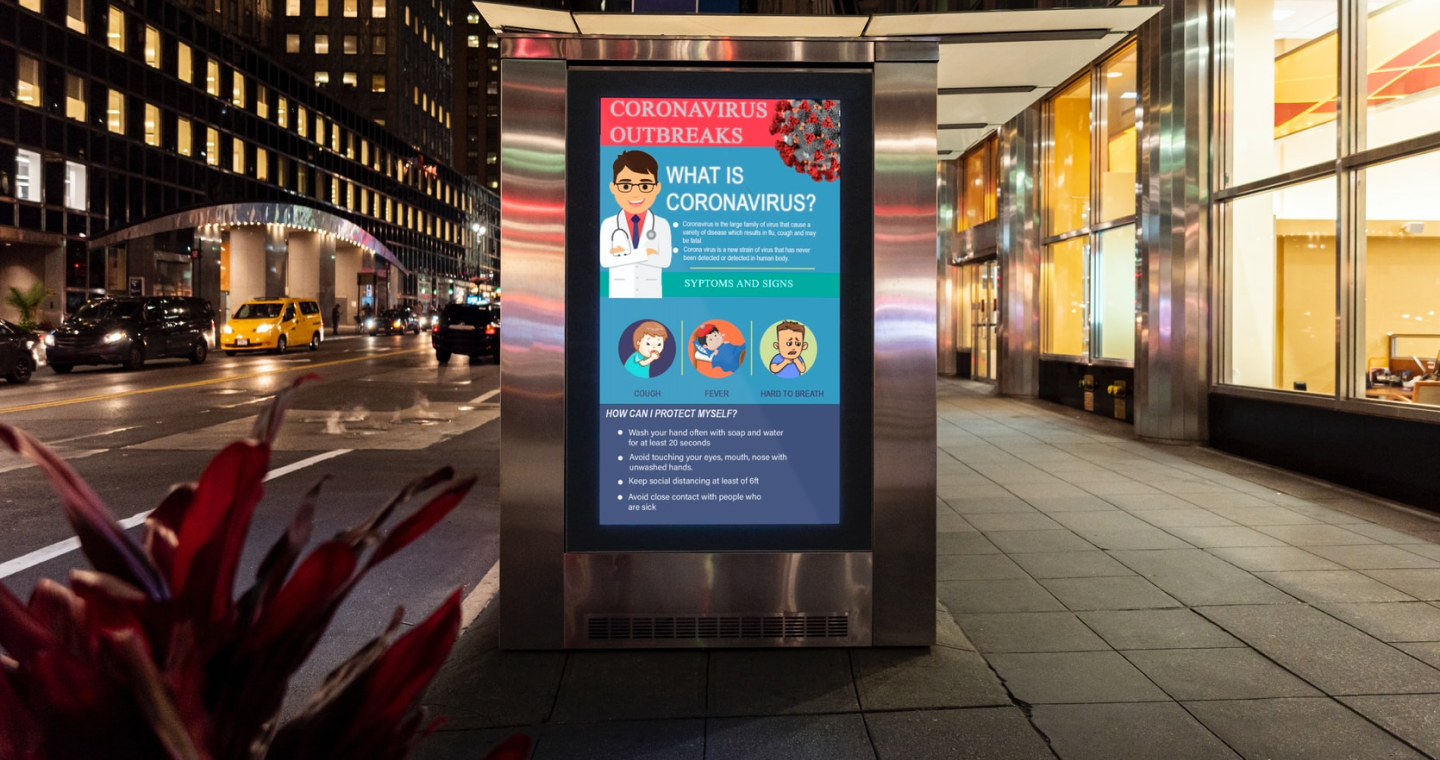 CORONAVIRUS
OUTBREAKS
WHAT IS
CORONAVIRUS?
Coronavirus is the large family of virus that cause a
variety of disease which results in flu, cough and may
be fatal.
Corona virus is a new strain of virus that has never
been detected or detected in human body.
SYPTOMS AND SIGNS
COUGH
FEVER
HARD TO BREATH
HOW CAN I PROTECT MYSELF?
Wash your hand often with soap and water
for at least 20 seconds
Avoid touching your eyes, mouth, nose with
unwashed hands.
Keep social distancing at least of 6ft
Avoid close contact with people who
are sick